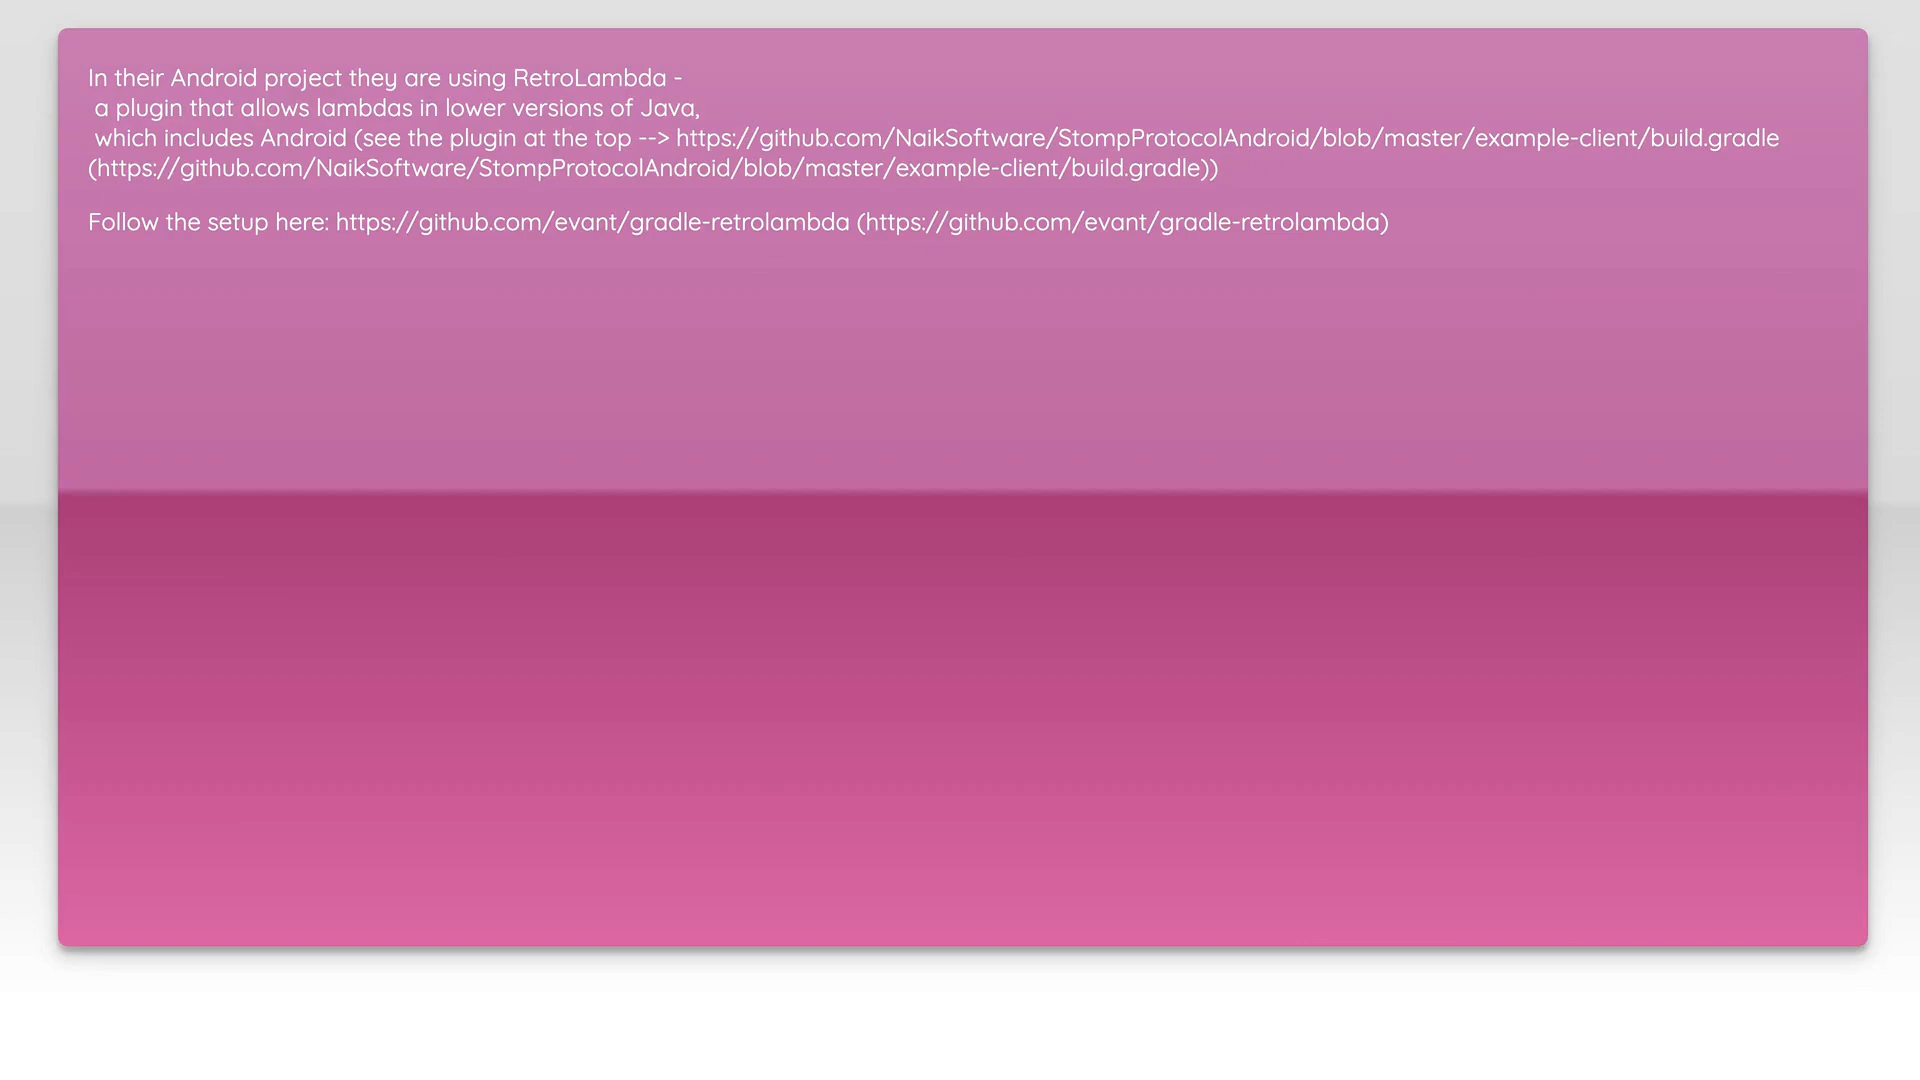 In their Android project they are using RetroLambda -
a plugin that allows lambdas in lower versions of Java,
which includes Android (see the plugin at the top --> https://github.com/NaikSoftware/StompProtocolAndroid/blob/master/example-client/build.gradle
(https://github.com/NaikSoftware/StompProtocolAndroid/blob/master/example-client/build.gradle))
Follow the setup here: https://github.com/evant/gradle-retrolambda (https://github.com/evant/gradle-retrolambda)